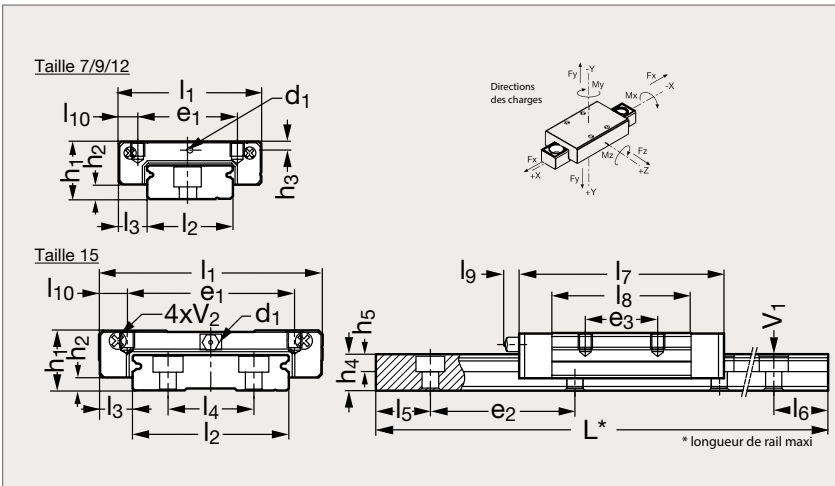 Taille 7/9/12
l1
l10
e1
d1
h1
h2
h3
l3
l2
Directions
des charges
Fy
-Y
My
Fx
-X
Mx
Fx
+X
Fy
+Y
Mz
Fz
+Z
Taille 15
l1
l10
e1
4xV2
d1
h1
h2
l3
l4
l2
l9
l7
l8
e3
h5
h4
V1
l5
e2
l6
L*
* longueur de rail maxi